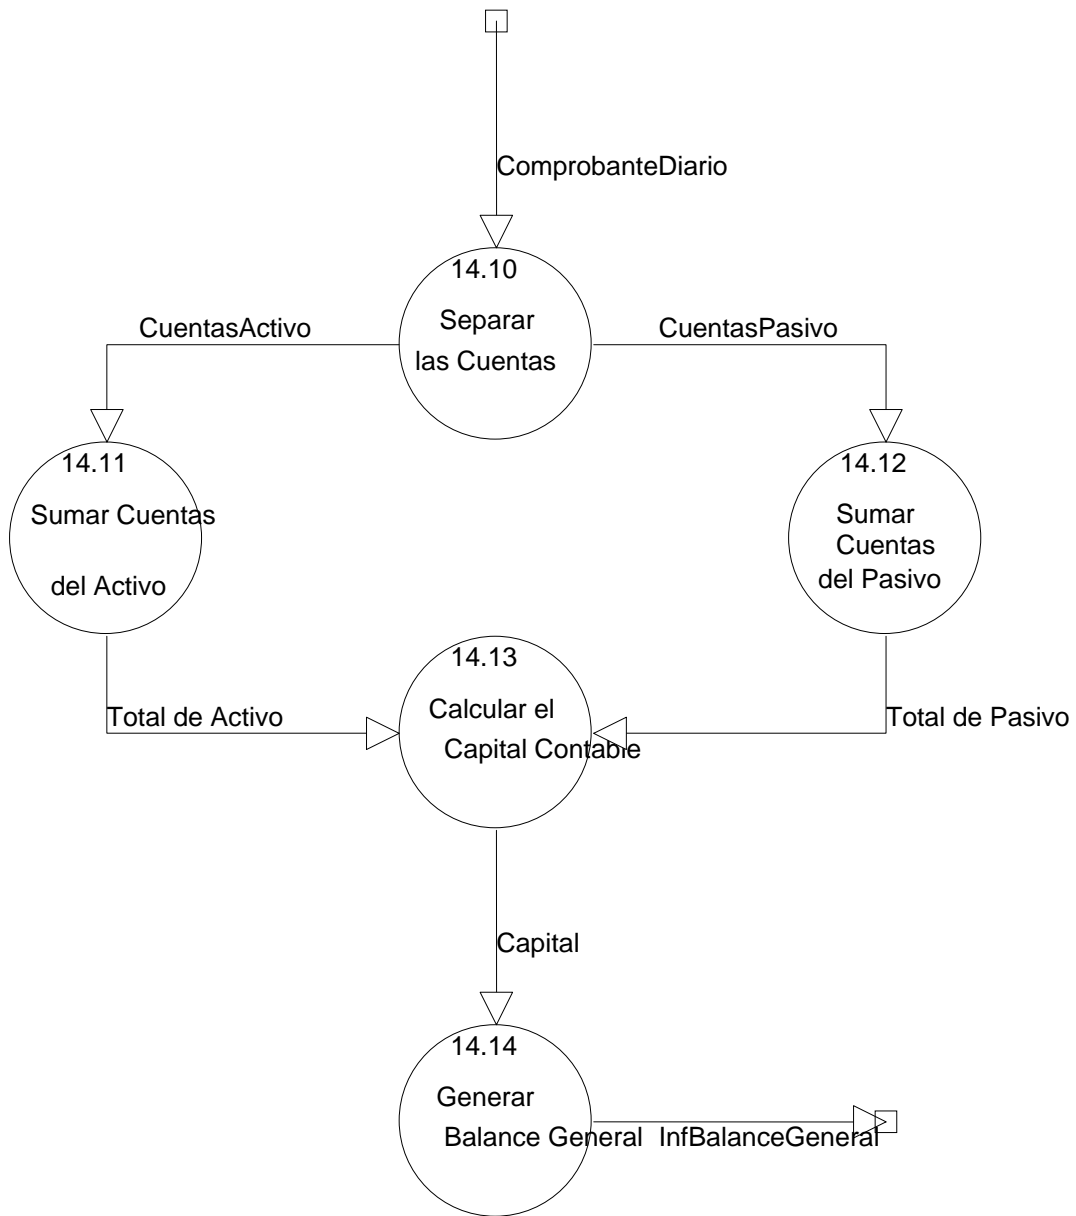 ComprobanteDiario
14.10
Separar
las Cuentas
CuentasActivo
CuentasPasivo
14.11
Sumar Cuentas
del Activo
14.12
Sumar
Cuentas
del Pasivo
14.13
Calcular el
Capital Contable
Total de Activo
Total de Pasivo
Capital
14.14
Generar
Balance General
InfBalanceGeneral